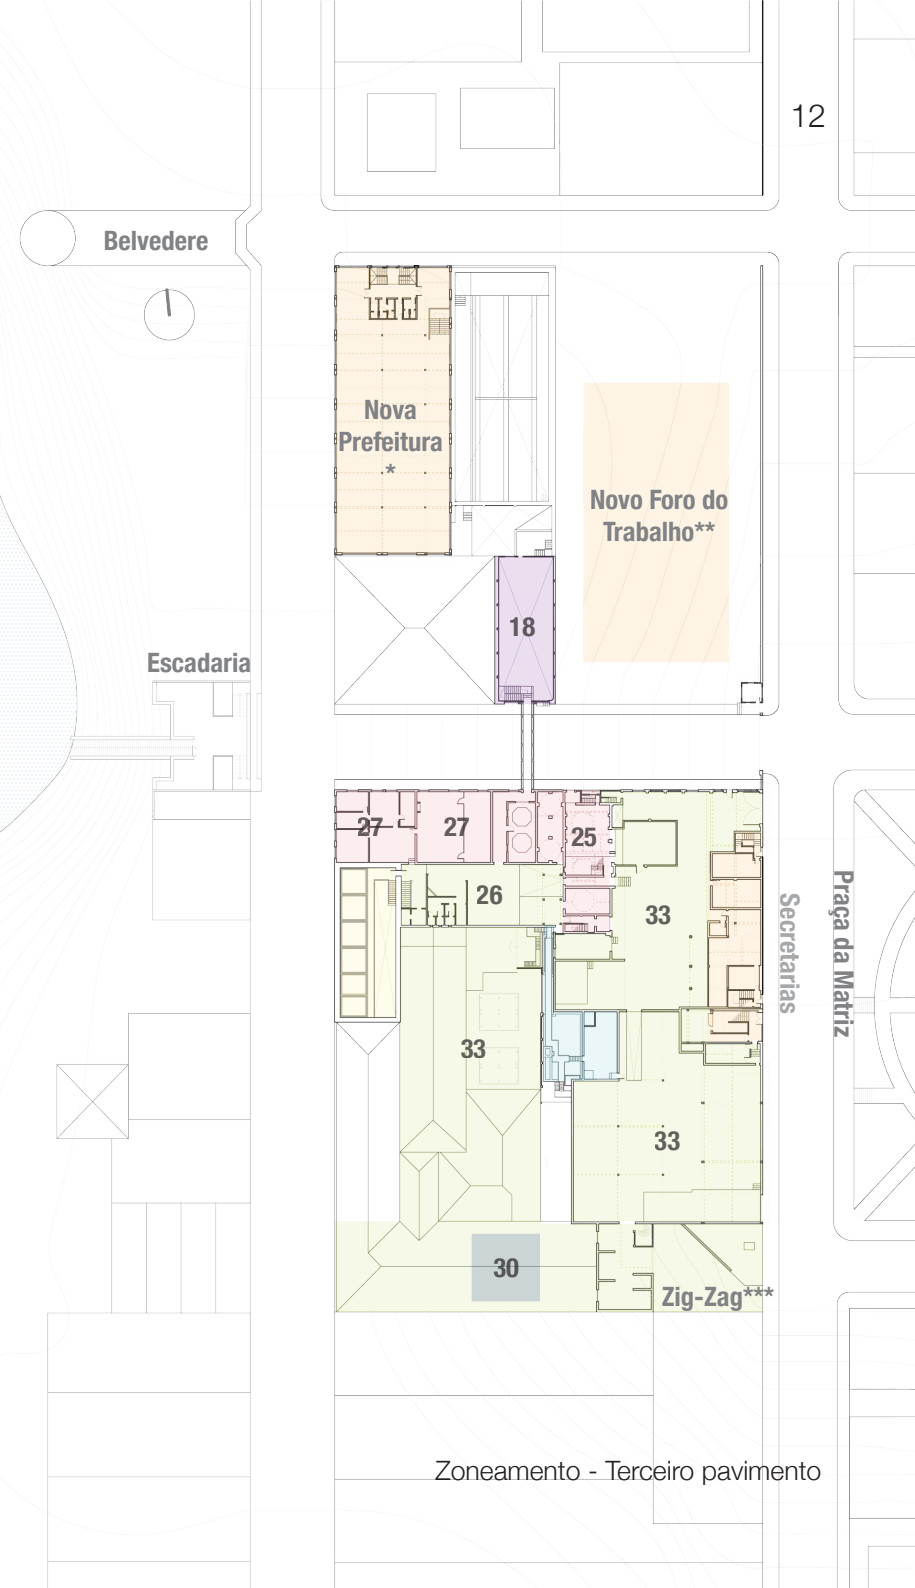 12
Belvedere
Nova
Prefeitura
*
Novo Foro do
Trabalho**
18
Escadaria
27
27
25
26
33
Secretarias
Praça da Matriz
33
33
30
Zig-Zag***
Zoneamento - Terceiro pavimento